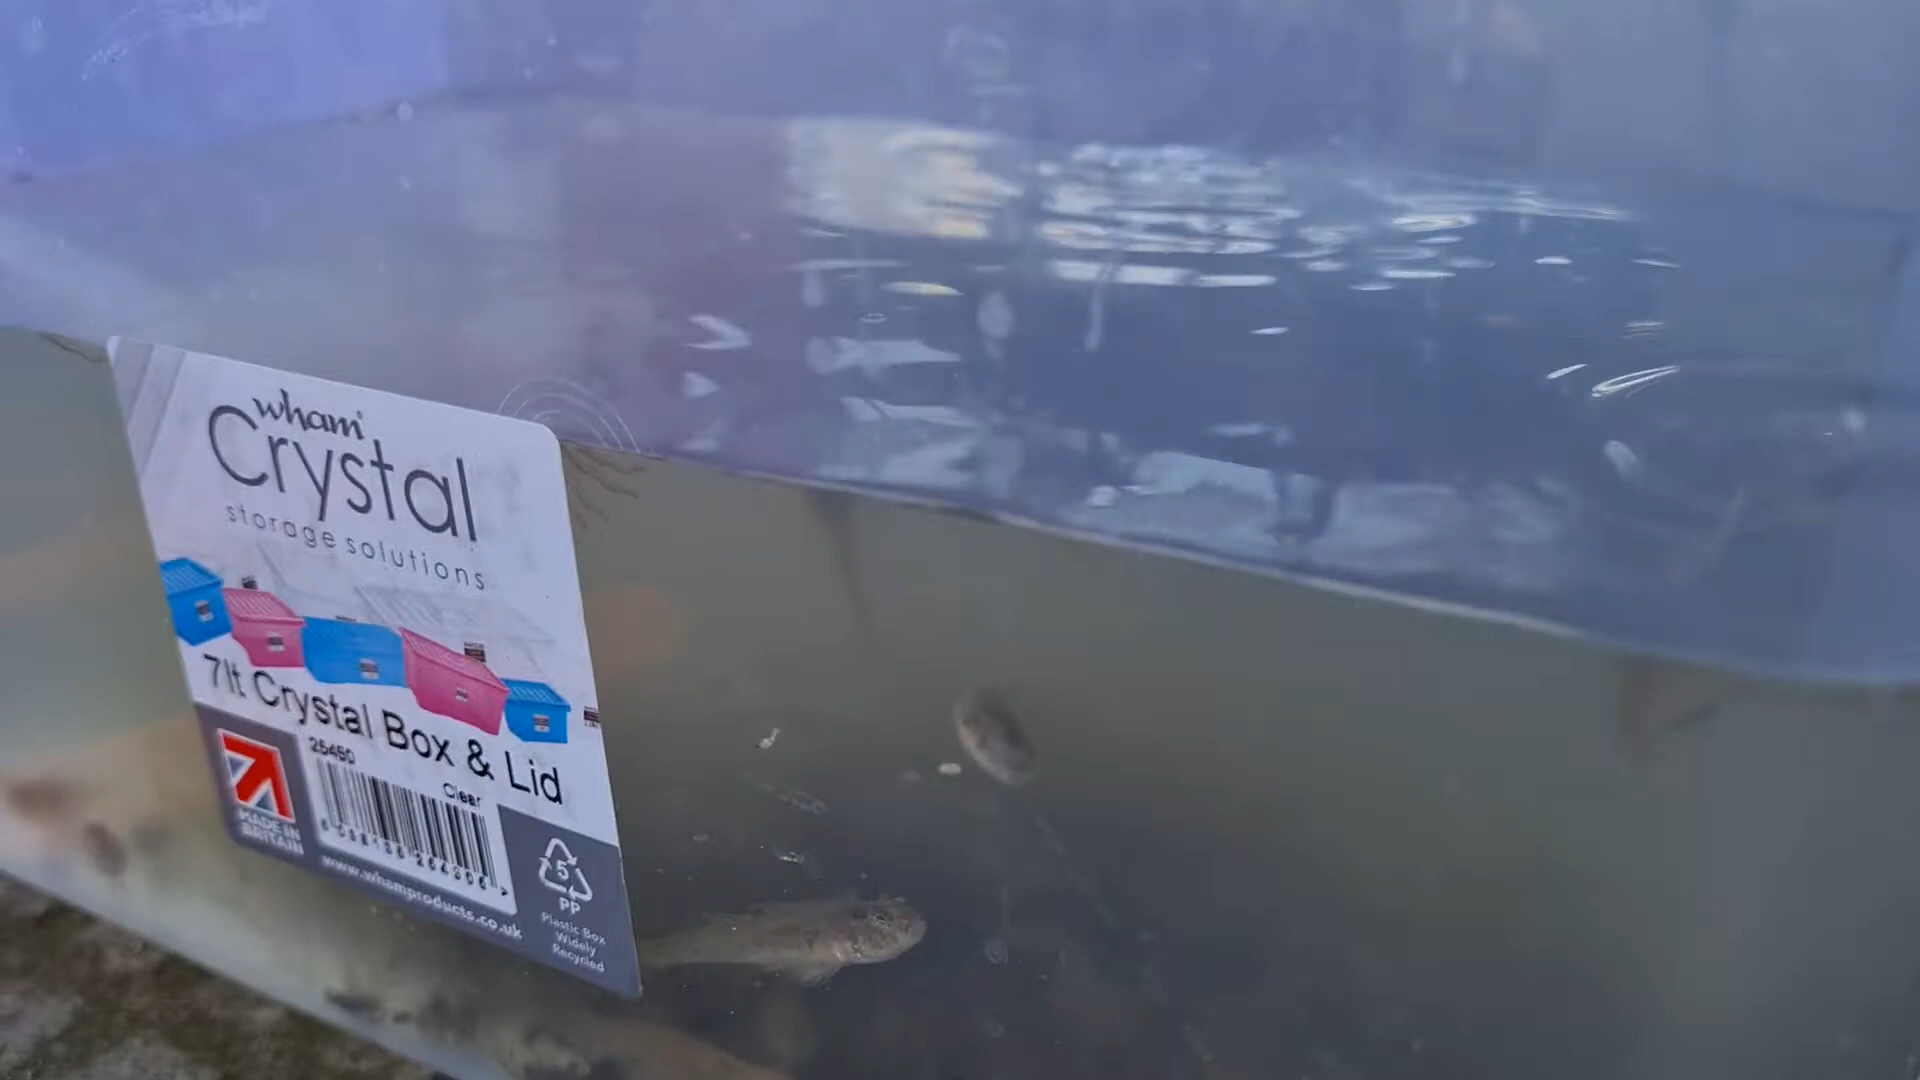 wham
Crystal
storage solutions
7lt Crystal Box & Lid
25450
Clear
MADE IN
BRITAIN
www.whamproducts.co.uk
5
PP
Plastic Box
Widely
Recycled